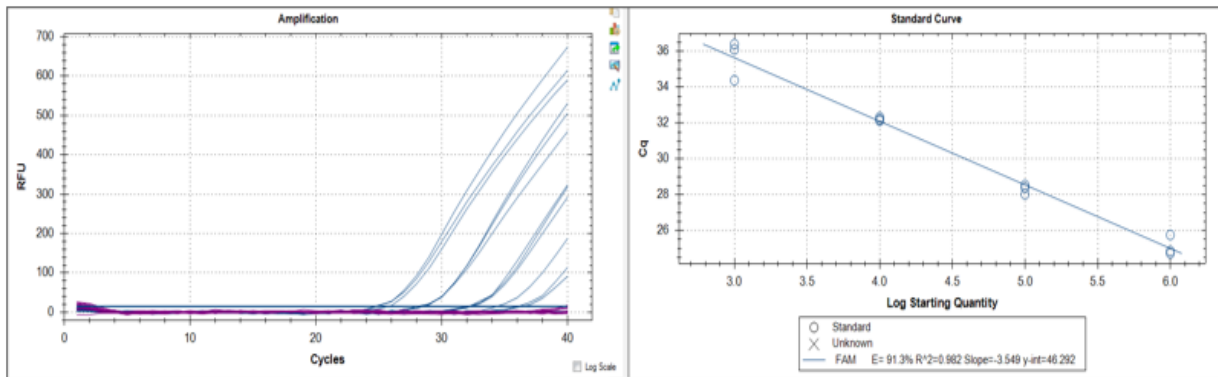 Amplification
700
600
500
400
300
200
100
0
RFU
0
10
20
30
40
Cycles
Log Scale
Standard Curve
36
34
32
30
28
26
Cq
3.0
3.5
4.0
4.5
5.0
5.5
6.0
Log Starting Quantity
Standard
Unknown
FAM E= 91.3% R^2=0.982 Slope=-3.549 y-int=46.292